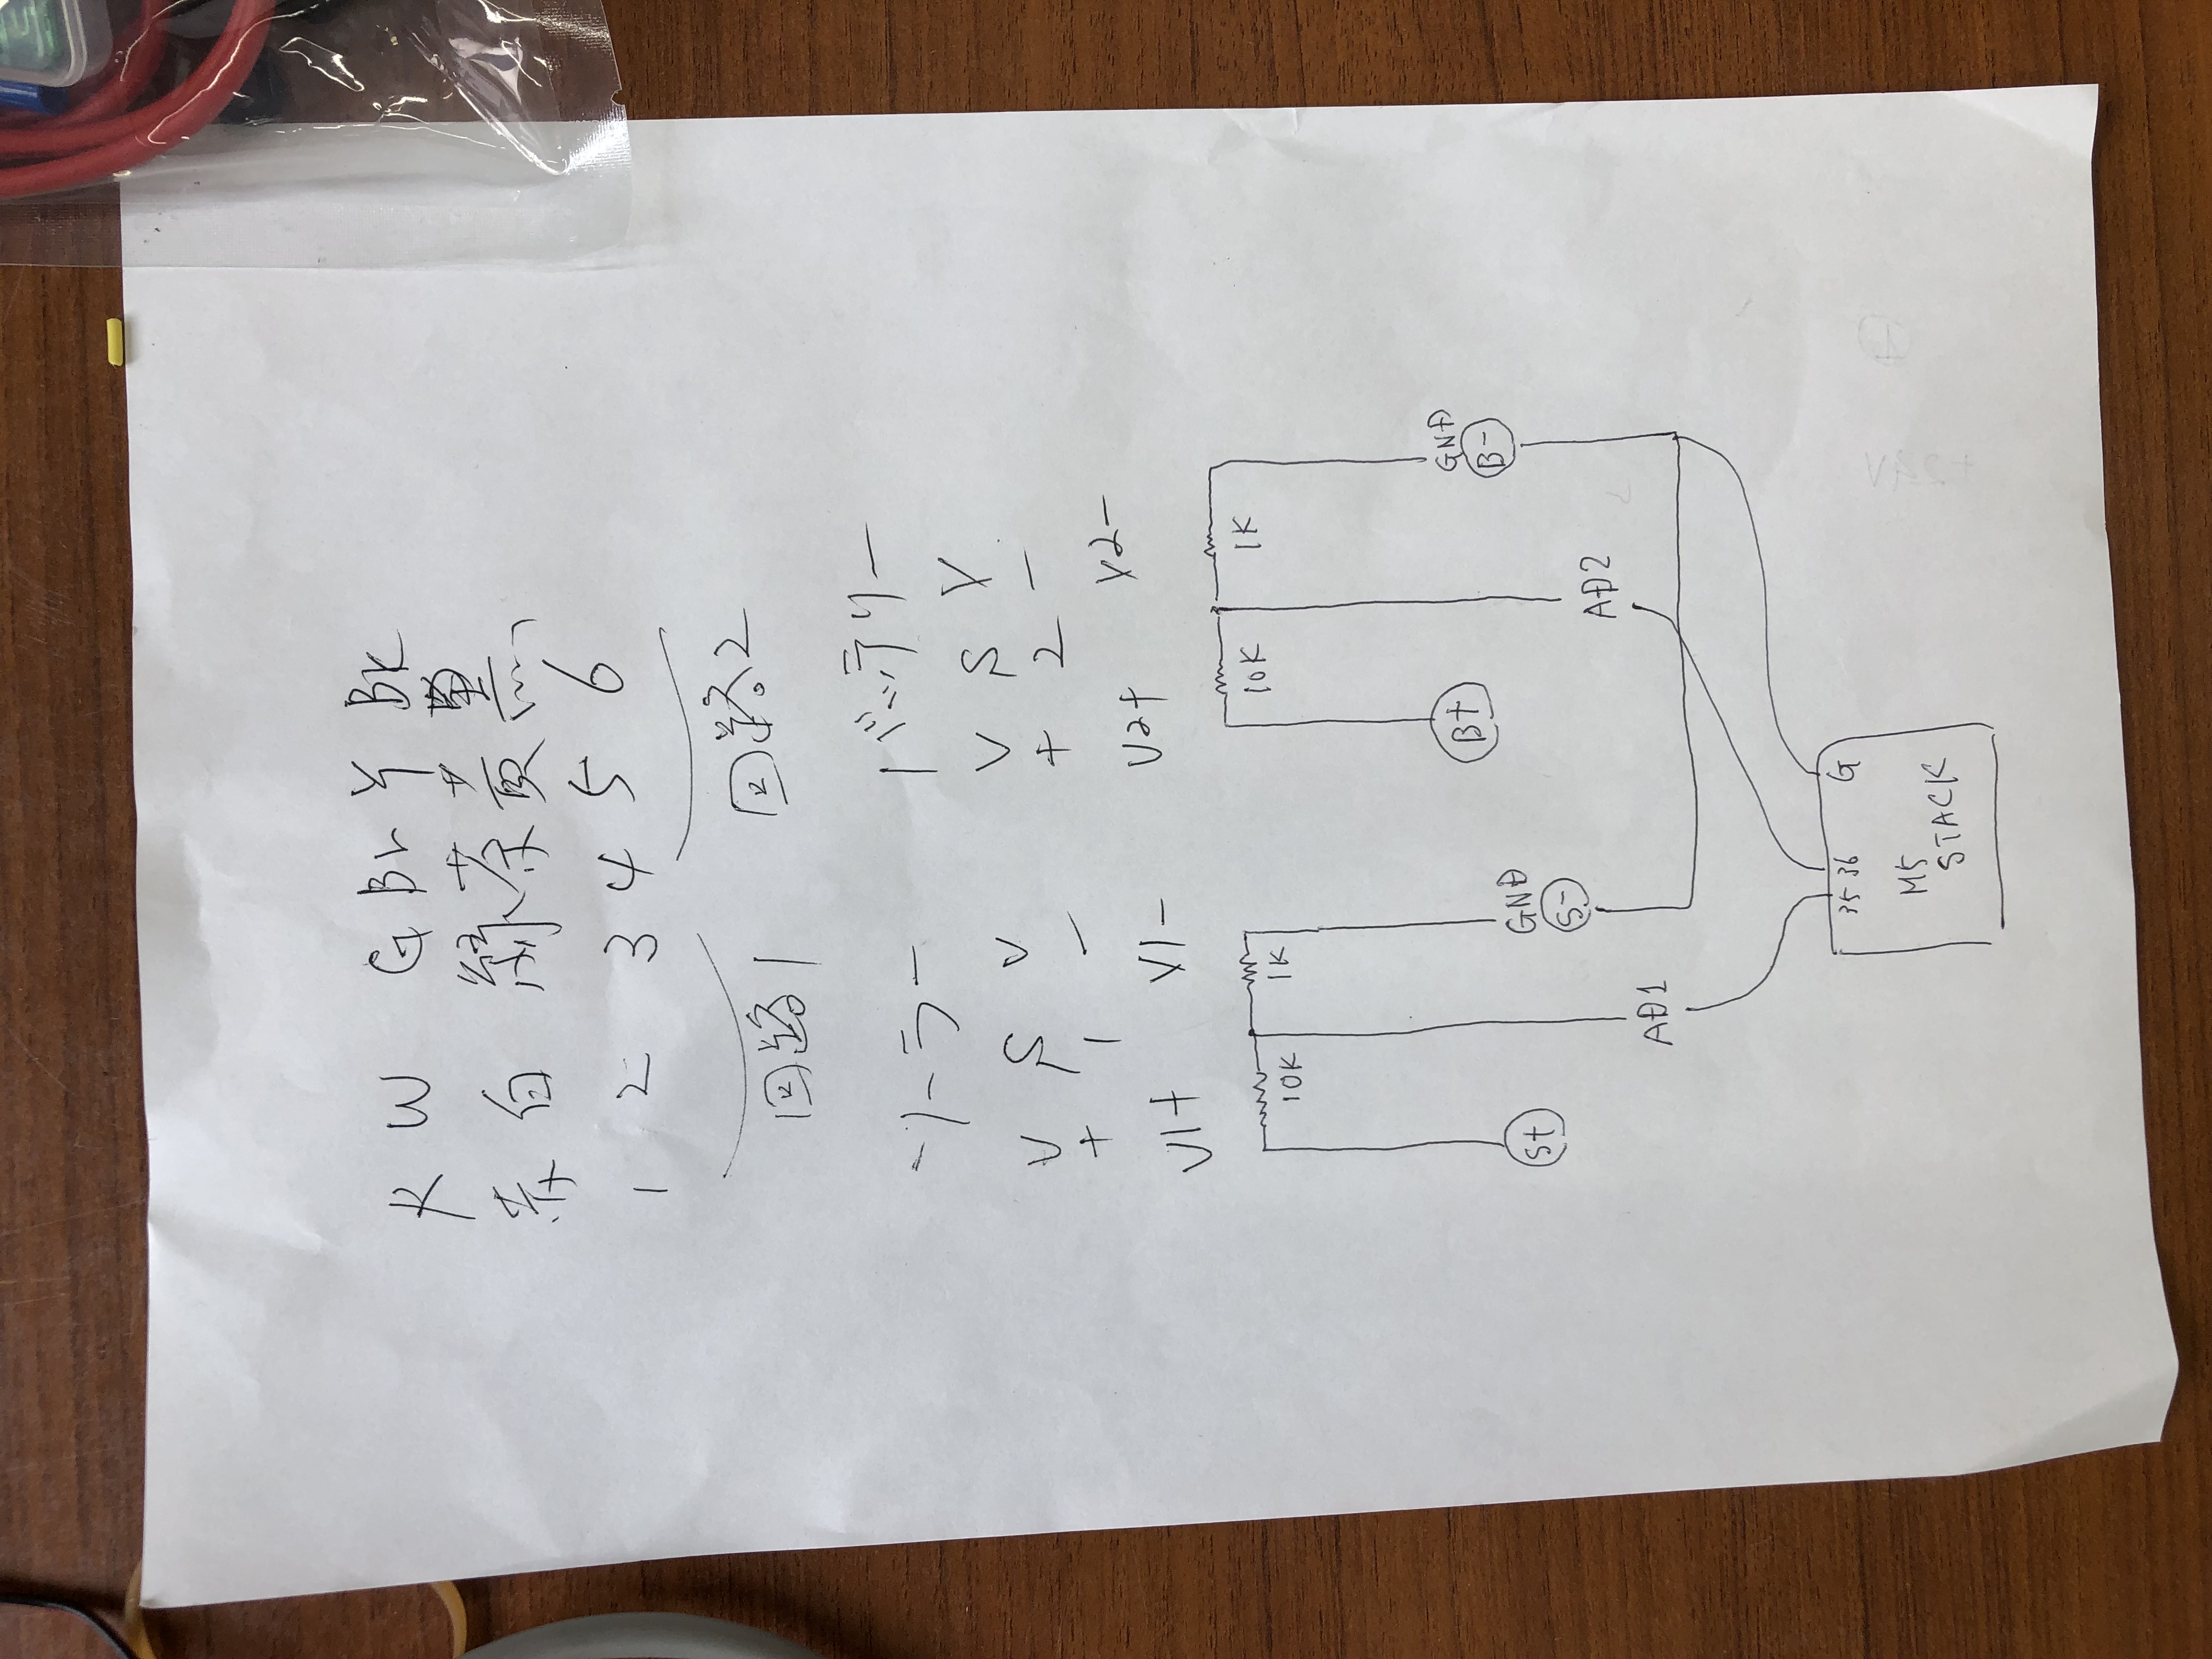 R W G Br Y BK
赤 白 緑 茶 黄 黒
1 2 3 4 5 6
回路1 回路2
ソーラー バッテリー
V S V V S V
+ 1 - + 2 -
V1+ V1- V2+ V2-
10K 1K 10K 1K
S+ GND B+ GND
S- B-
AD1 AD2
35 36 G
M5
STACK